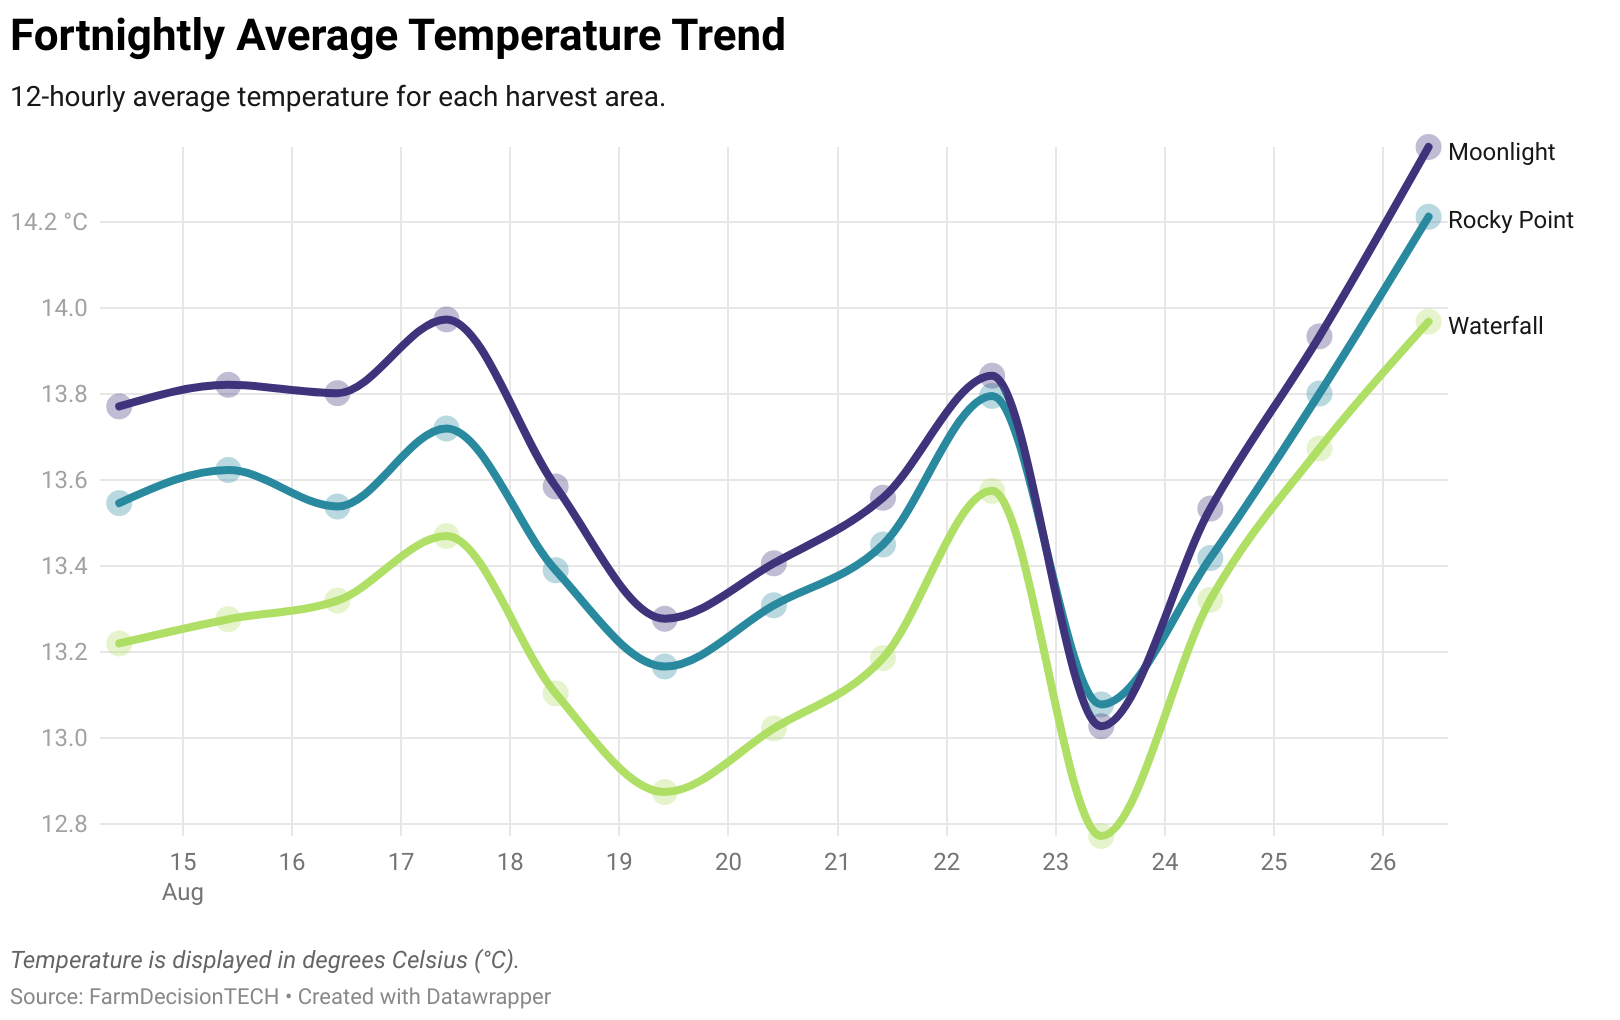 Fortnightly Average Temperature Trend
12-hourly average temperature for each harvest area.
Moonlight
14.2 °C
Rocky Point
14.0
Waterfall
13.8
13.6
13.4
13.2
13.0
12.8
15 16 17 18 19 20 21 22 23 24 25 26
Aug
Temperature is displayed in degrees Celsius (°C).
Source: FarmDecisionTECH • Created with Datawrapper